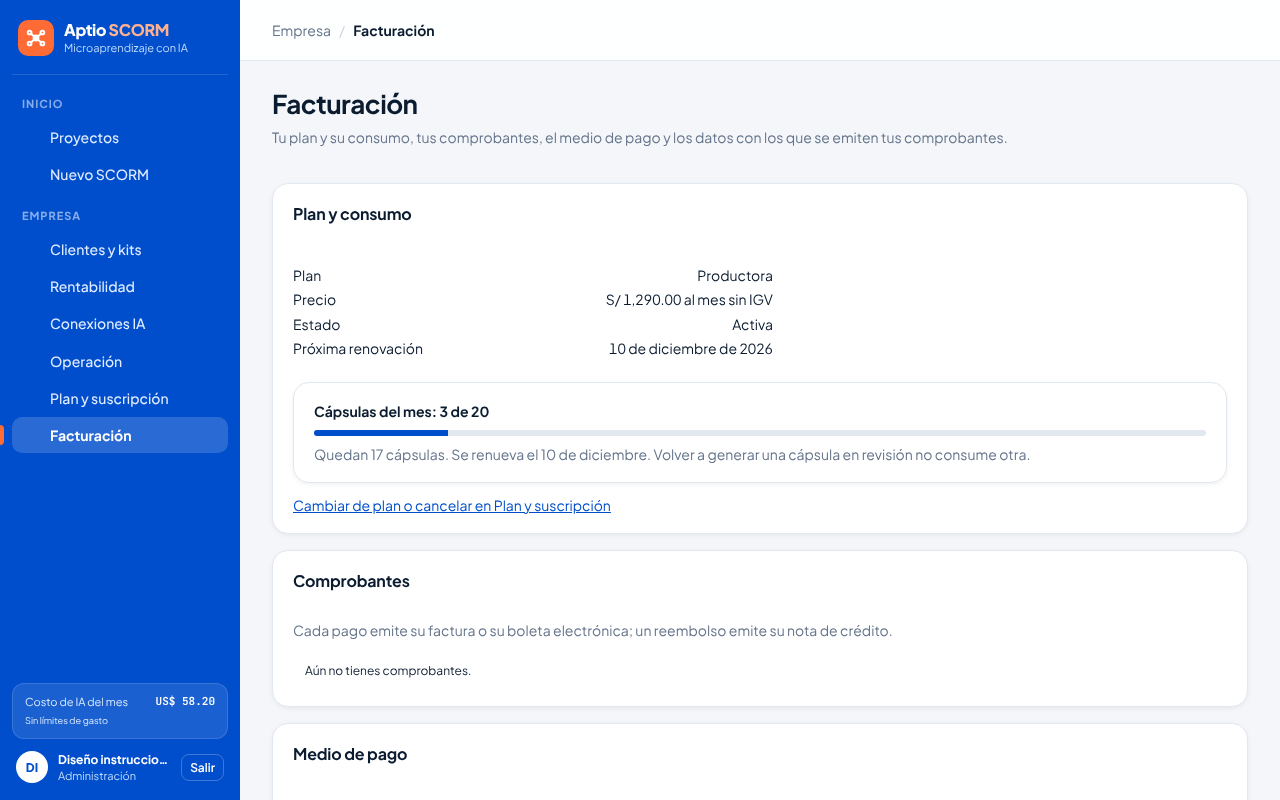 Aptio SCORM
Microaprendizaje con IA
INICIO
Proyectos
Nuevo SCORM
EMPRESA
Clientes y kits
Rentabilidad
Conexiones IA
Operación
Plan y suscripción
Facturación
Costo de IA del mes US$ 58.20
Sin límites de gasto
DI
Diseño instruccio…
Administración
Salir
Empresa / Facturación
Facturación
Tu plan y su consumo, tus comprobantes, el medio de pago y los datos con los que se emiten tus comprobantes.
Plan y consumo
Plan Productora
Precio S/ 1,290.00 al mes sin IGV
Estado Activa
Próxima renovación 10 de diciembre de 2026
Cápsulas del mes: 3 de 20
Quedan 17 cápsulas. Se renueva el 10 de diciembre. Volver a generar una cápsula en revisión no consume otra.
Cambiar de plan o cancelar en Plan y suscripción
Comprobantes
Cada pago emite su factura o su boleta electrónica; un reembolso emite su nota de crédito.
Aún no tienes comprobantes.
Medio de pago